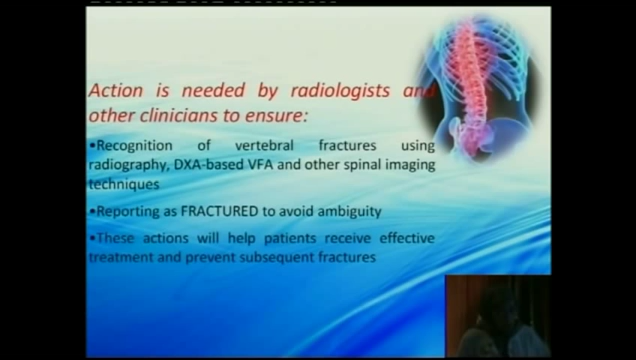 Action is needed by radiologists and
other clinicians to ensure:
•Recognition of vertebral fractures using
radiography, DXA-based VFA and other spinal imaging
techniques
•Reporting as FRACTURED to avoid ambiguity
•These actions will help patients receive effective
treatment and prevent subsequent fractures